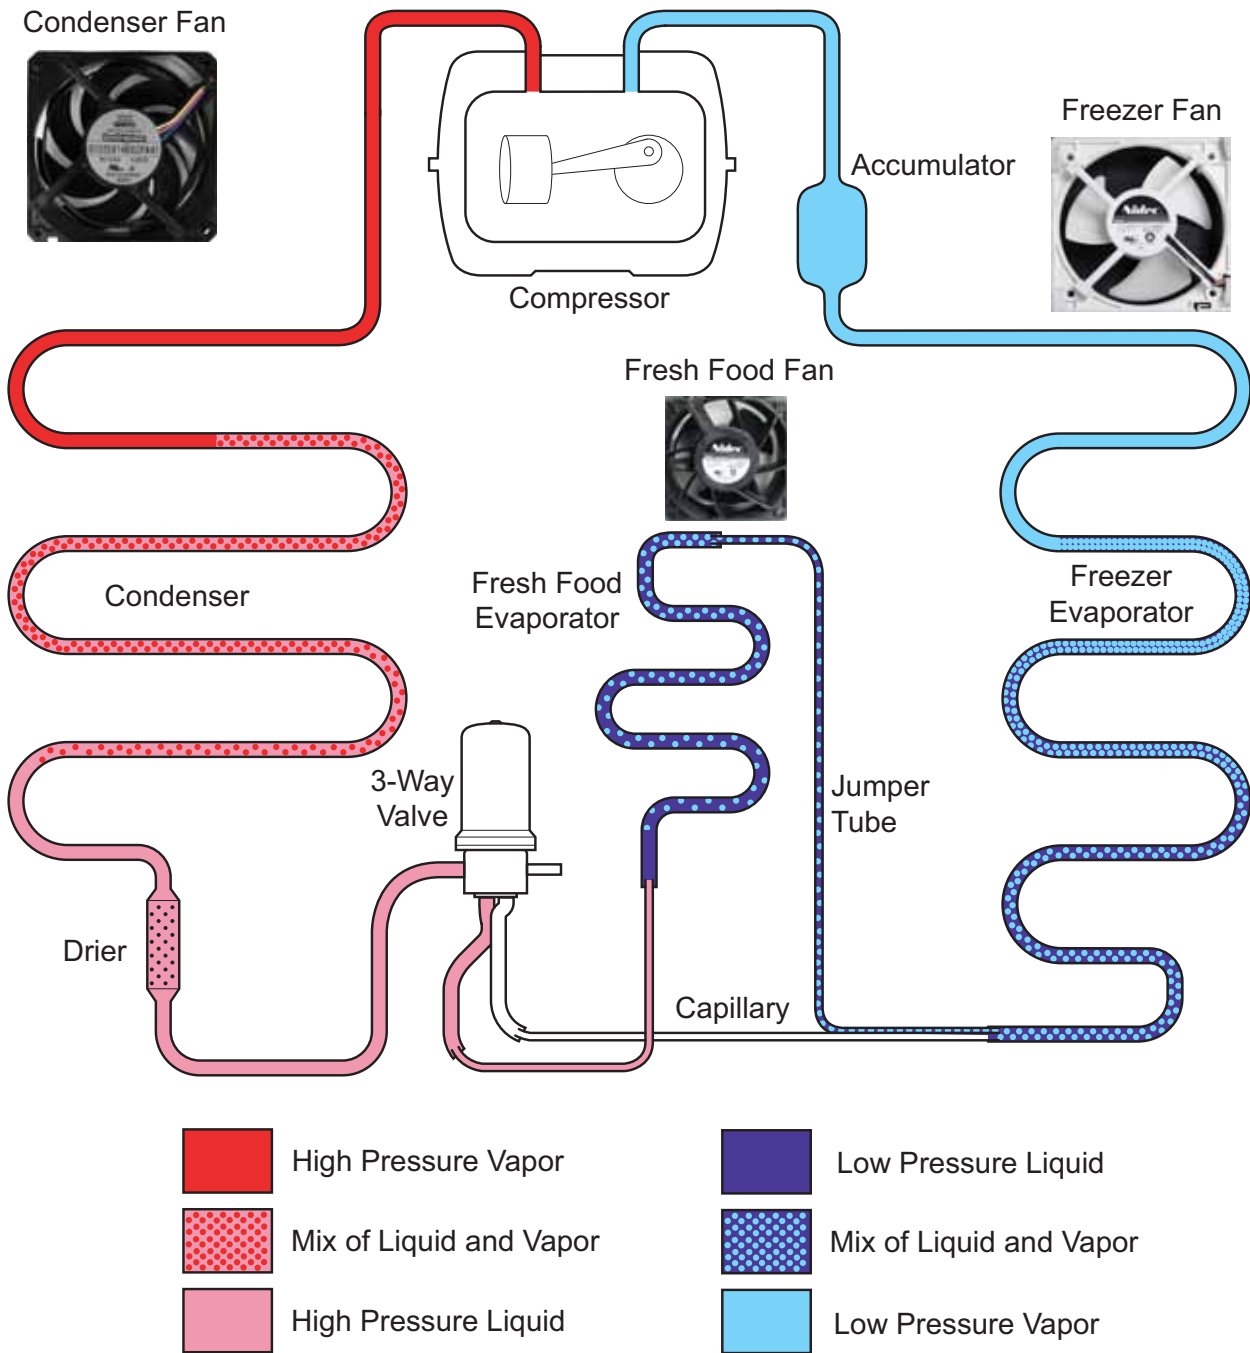 Condenser Fan
Freezer Fan
Accumulator
Compressor
Fresh Food Fan
Nidec
Nidec
Condenser
Fresh Food
Evaporator
Freezer
Evaporator
3-Way
Valve
Jumper
Tube
Drier
Capillary
High Pressure Vapor
Low Pressure Liquid
Mix of Liquid and Vapor
Mix of Liquid and Vapor
High Pressure Liquid
Low Pressure Vapor